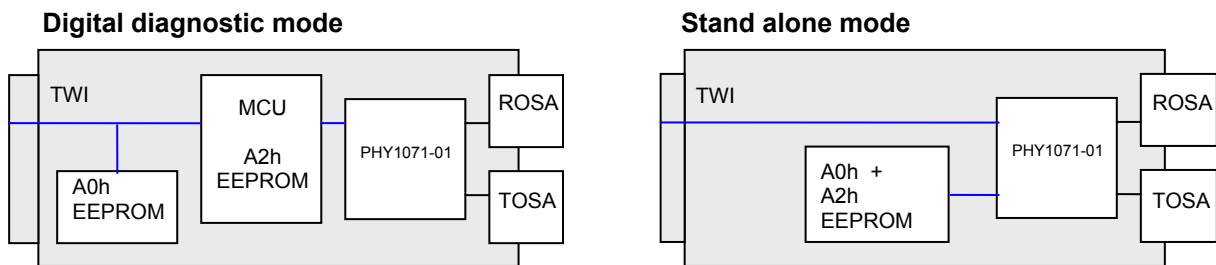 Digital diagnostic mode
TWI
MCU
A2h
EEPROM
A0h
EEPROM
PHY1071-01
ROSA
TOSA
Stand alone mode
TWI
A0h +
A2h
EEPROM
PHY1071-01
ROSA
TOSA